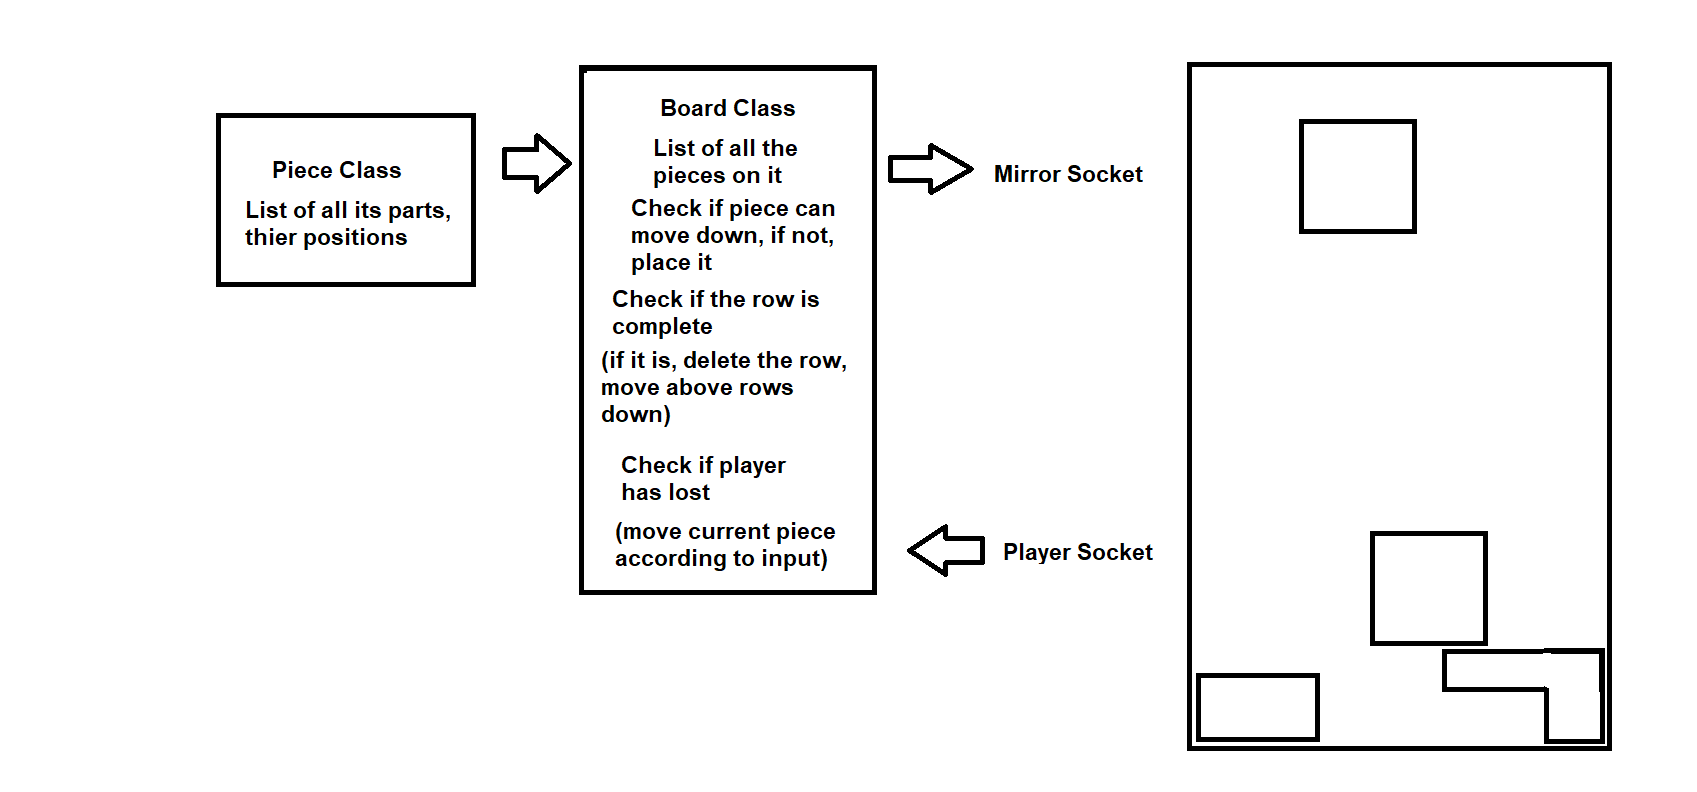 Piece Class
List of all its parts,
thier positions
Board Class
List of all the
pieces on it
Check if piece can
move down, if not,
place it
Check if the row is
complete
(if it is, delete the row,
move above rows
down)
Check if player
has lost
(move current piece
according to input)
Mirror Socket
Player Socket